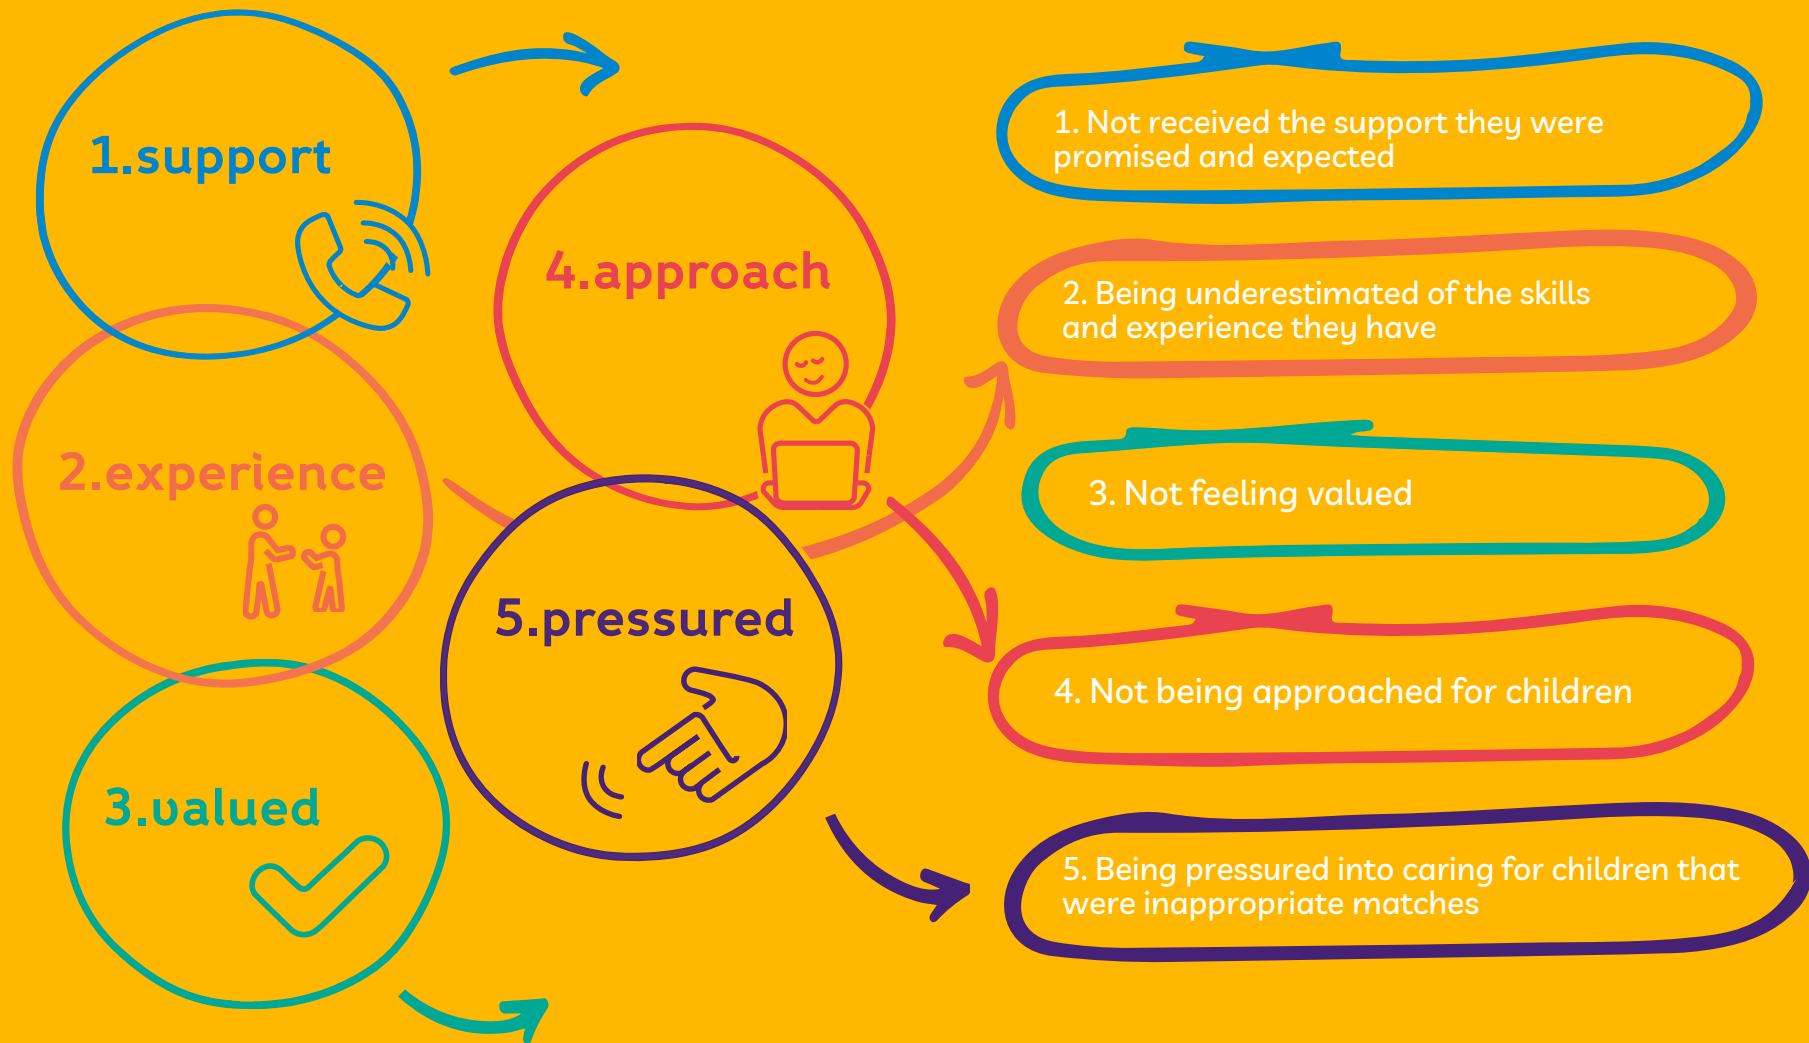 1.support
2.experience
3.valued
4.approach
5.pressured
1. Not received the support they were
promised and expected
2. Being underestimated of the skills
and experience they have
3. Not feeling valued
4. Not being approached for children
5. Being pressured into caring for children that
were inappropriate matches